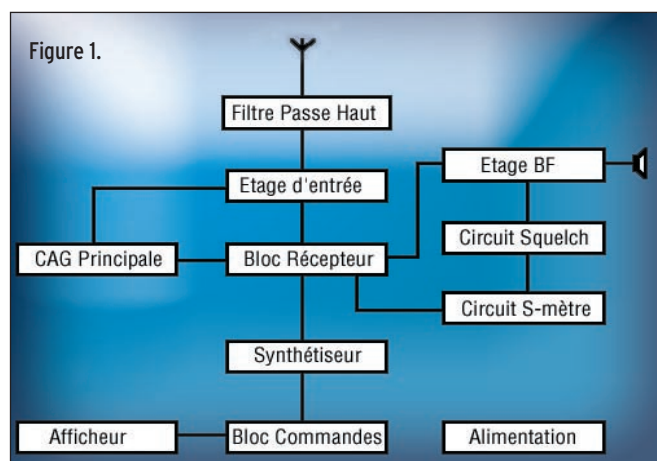 Figure 1.
Filtre Passe Haut
Etage d'entrée
Etage BF
CAG Principale
Bloc Récepteur
Circuit Squelch
Circuit S-mètre
Synthétiseur
Afficheur
Bloc Commandes
Alimentation